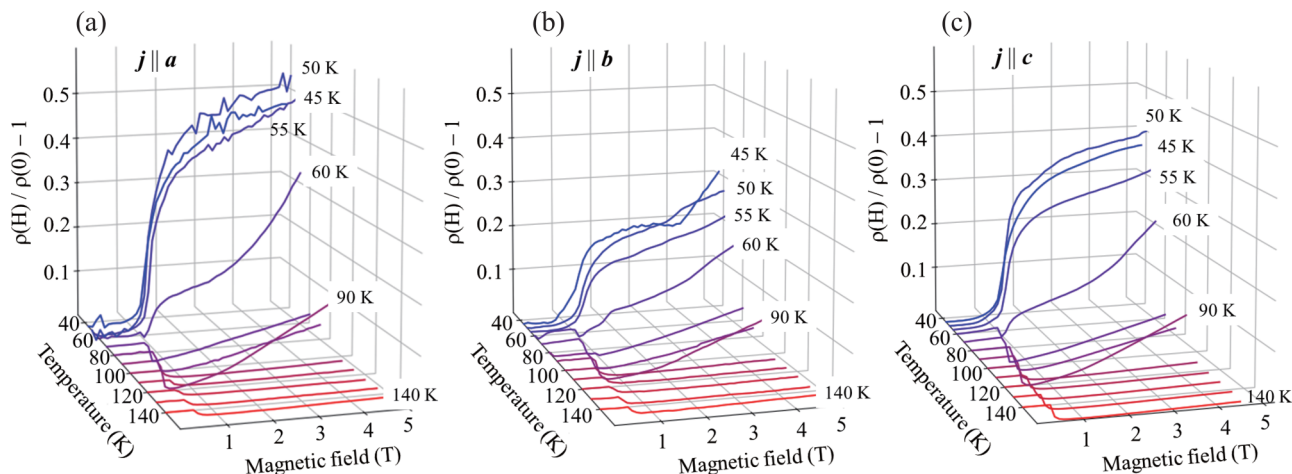 (a)
j || a
ρ(H) / ρ(0) − 1
0.5
0.4
0.3
0.2
0.1
50 K
45 K
55 K
60 K
90 K
140 K
40
60
80
100
120
140
Temperature (K)
1
2
3
4
5
Magnetic field (T)
(b)
j || b
ρ(H) / ρ(0) − 1
0.5
0.4
0.3
0.2
0.1
45 K
50 K
55 K
60 K
90 K
140 K
40
60
80
100
120
140
Temperature (K)
1
2
3
4
5
Magnetic field (T)
(c)
j || c
ρ(H) / ρ(0) − 1
0.5
0.4
0.3
0.2
0.1
50 K
45 K
55 K
60 K
90 K
140 K
40
60
80
100
120
140
Temperature (K)
1
2
3
4
5
Magnetic field (T)